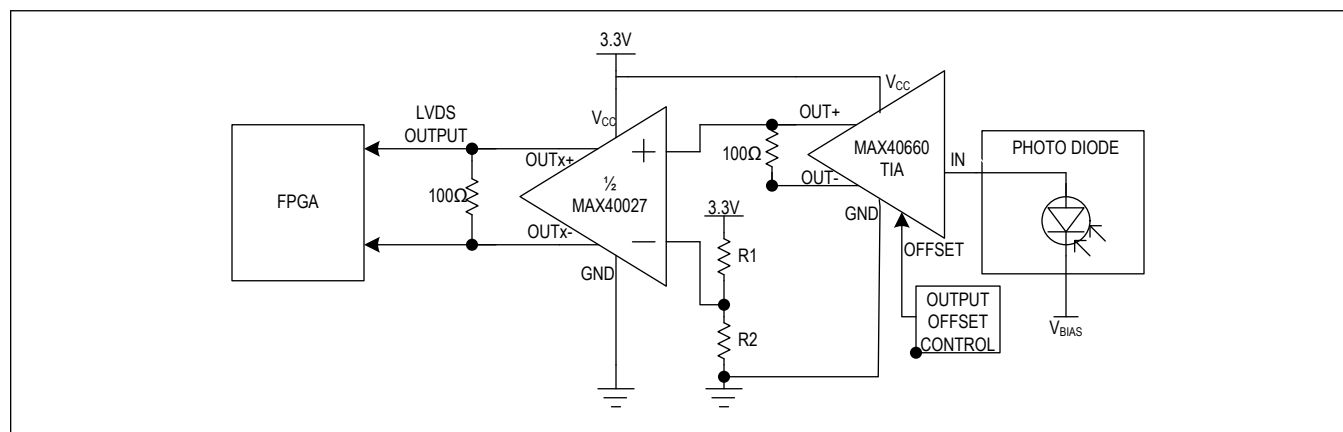 3.3V
LVDS
OUTPUT
VCC
OUTx+
100Ω
FPGA
½
MAX40027
OUTx-
GND
VCC
OUT+
100Ω
MAX40660
TIA
OUT-
GND
OFFSET
IN
PHOTO DIODE
3.3V
R1
R2
OUTPUT
OFFSET
CONTROL
VBIAS